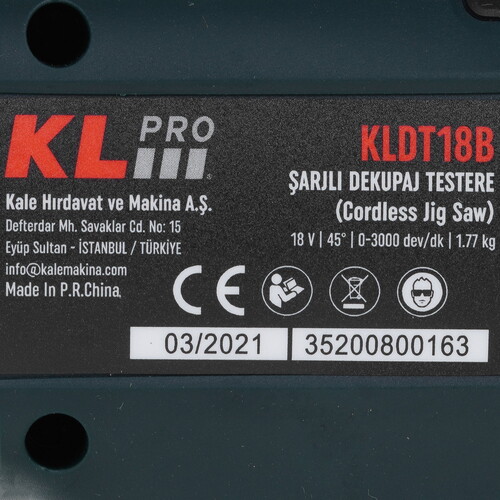 KL PRO
Kale Hırdavat ve Makina A.Ş.
Defterdar Mh. Savaklar Cd. No: 15
Eyüp Sultan - İSTANBUL / TÜRKİYE
info@kalemakina.com
Made In P.R.China
KLDT18B
ŞARJLI DEKUPAJ TESTERE
(Cordless Jig Saw)
18 V | 45° | 0-3000 dev/dk | 1.77 kg
CE
03/2021
35200800163